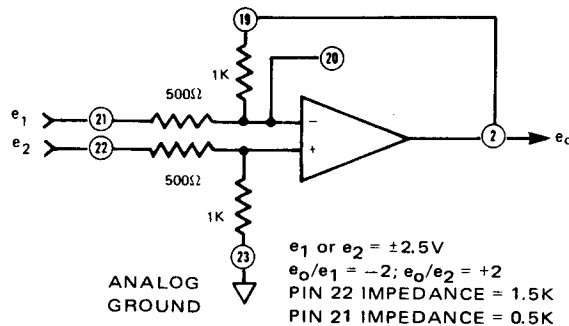 19
1K
20
500Ω
e1
21
−
e2
22
+
2
eo
500Ω
1K
23
ANALOG
GROUND
e1 or e2 = ±2.5V
eo/e1 = −2; eo/e2 = +2
PIN 22 IMPEDANCE = 1.5K
PIN 21 IMPEDANCE = 0.5K